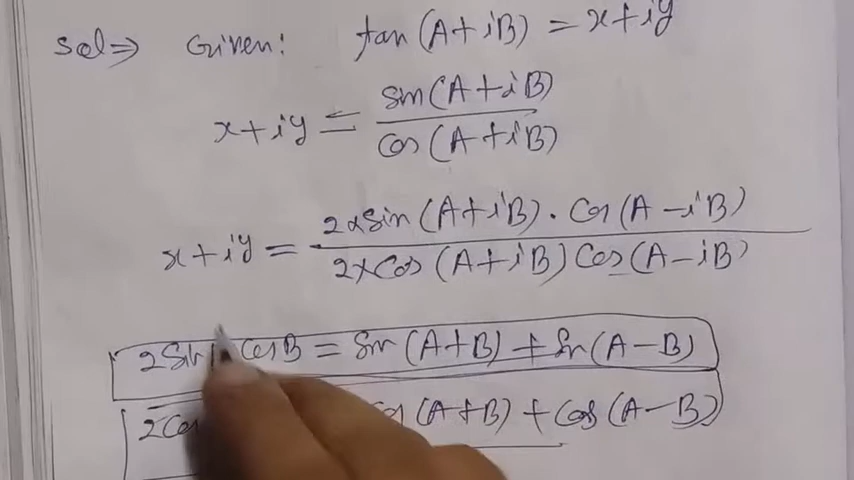 Sol ⇒ Given: tan (A+iB) = x+iy
x+iy = sin(A+iB) / cos (A+iB)
x+iy = 2×sin (A+iB). Cos (A-iB) / 2×Cos (A+iB) Cos (A-iB)
CosB = Sin (A+B) + Sin (A-B)
(A+B) + Cos (A-B)